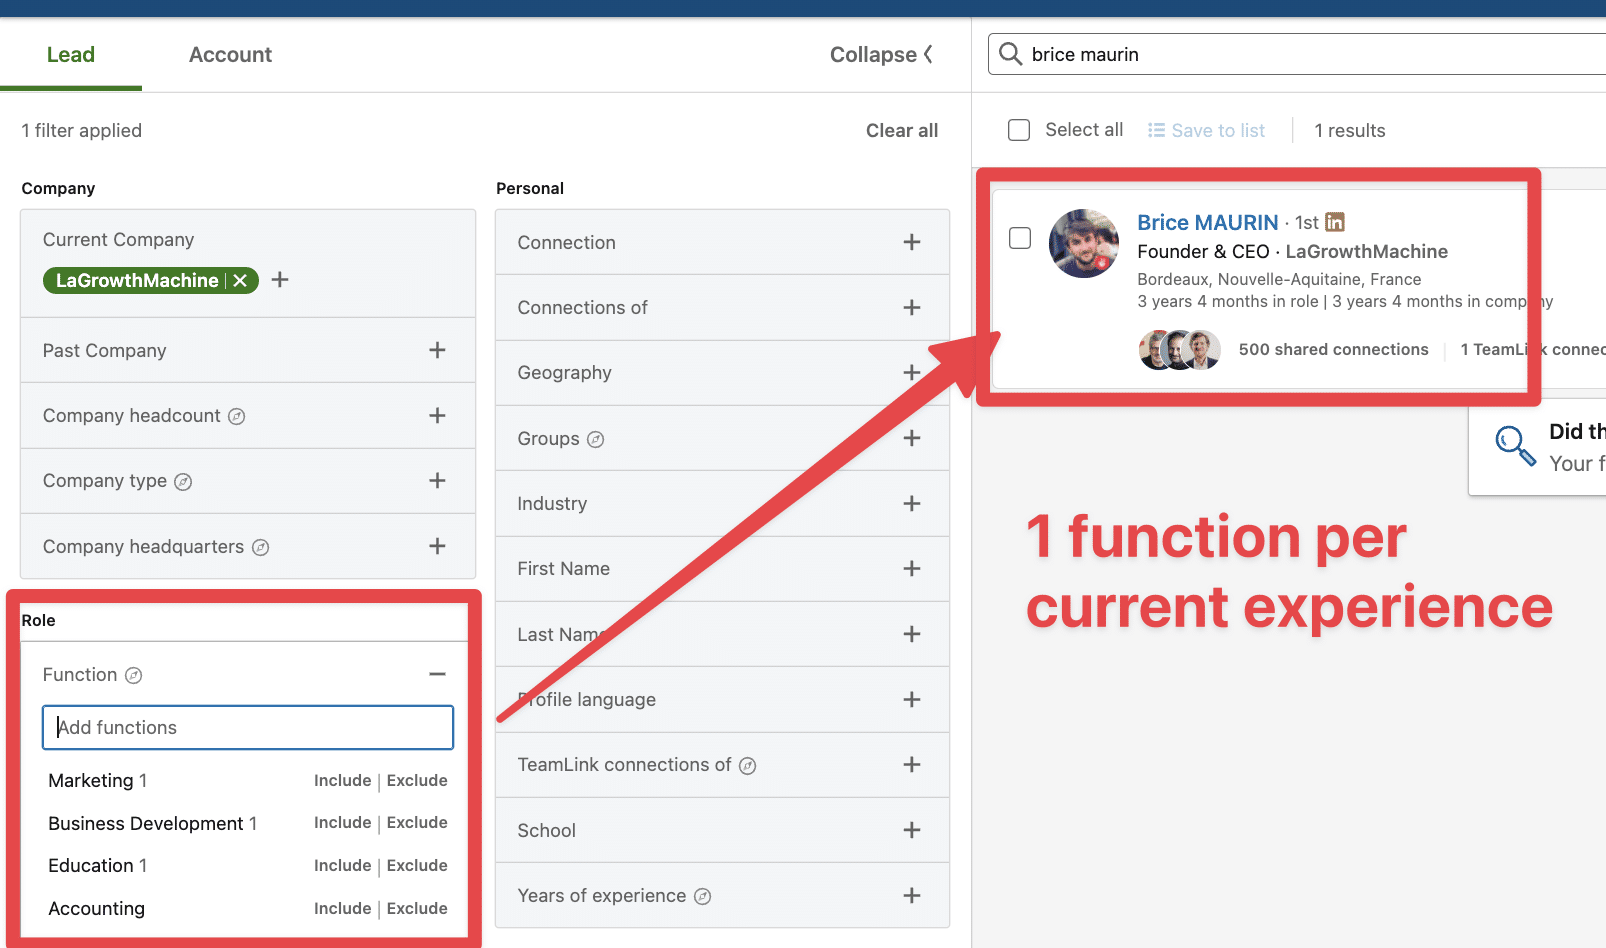 Lead Account Collapse
brice maurin
1 filter applied Clear all
Select all Save to list 1 results
Company
Current Company
LaGrowthMachine
Past Company
Company headcount
Company type
Company headquarters
Role
Function
Add functions
Marketing 1 Include | Exclude
Business Development 1 Include | Exclude
Education 1 Include | Exclude
Accounting Include | Exclude
Personal
Connection
Connections of
Geography
Groups
Industry
First Name
Last Name
Profile language
TeamLink connections of
School
Years of experience
Brice MAURIN · 1st in
Founder & CEO · LaGrowthMachine
Bordeaux, Nouvelle-Aquitaine, France
3 years 4 months in role | 3 years 4 months in company
500 shared connections 1 TeamLink connec
Did th
Your f
1 function per
current experience